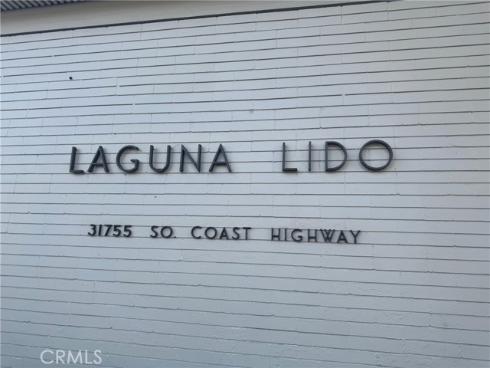 LAGUNA LIDO
31755 SO. COAST HIGHWAY
CRMLS